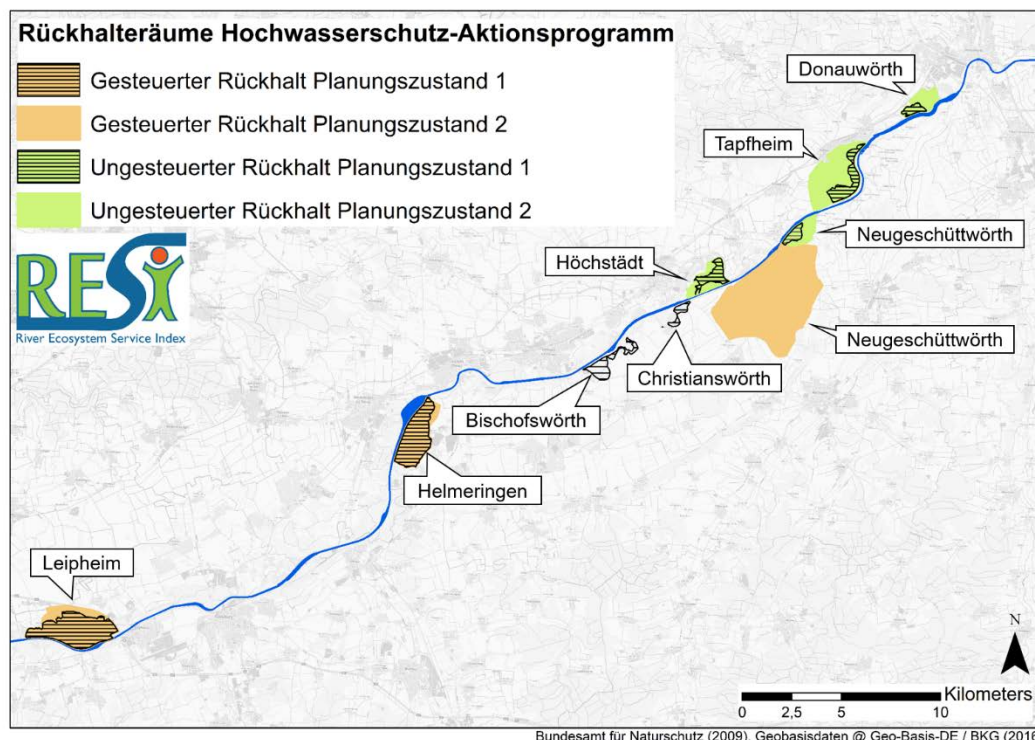 Rückhalteräume Hochwasserschutz-Aktionsprogramm
Gesteuerter Rückhalt Planungszustand 1
Gesteuerter Rückhalt Planungszustand 2
Ungesteuerter Rückhalt Planungszustand 1
Ungesteuerter Rückhalt Planungszustand 2
RESI
River Ecosystem Service Index
Donauwörth
Tapfheim
Neugeschüttwörth
Höchstädt
Neugeschüttwörth
Christianswörth
Bischofswörth
Helmeringen
Leipheim
N
Kilometers
0 2,5 5 10
Bundesamt für Naturschutz (2009), Geobasisdaten @ Geo-Basis-DE / BKG (2016